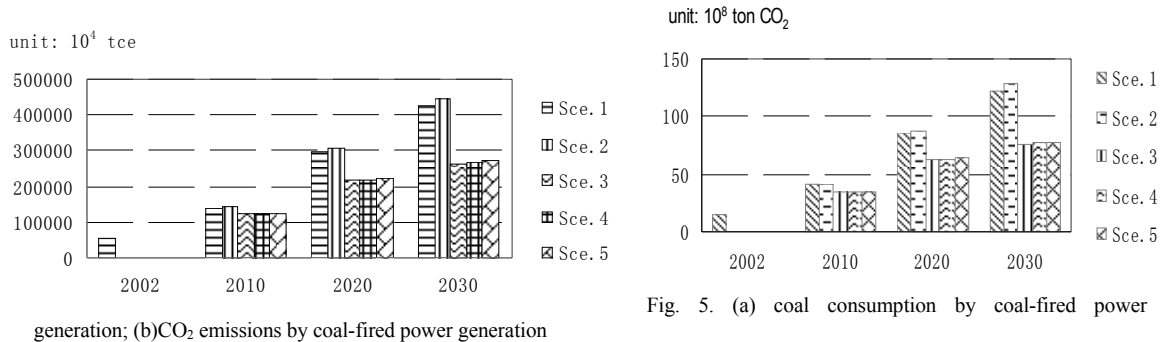 unit: 10⁴ tce
500000
400000
300000
200000
100000
0
2002 2010 2020 2030
Sce.1
Sce.2
Sce.3
Sce.4
Sce.5
generation; (b)CO₂ emissions by coal-fired power generation
unit: 10⁸ ton CO₂
150
100
50
0
2002 2010 2020 2030
Sce.1
Sce.2
Sce.3
Sce.4
Sce.5
Fig. 5. (a) coal consumption by coal-fired power